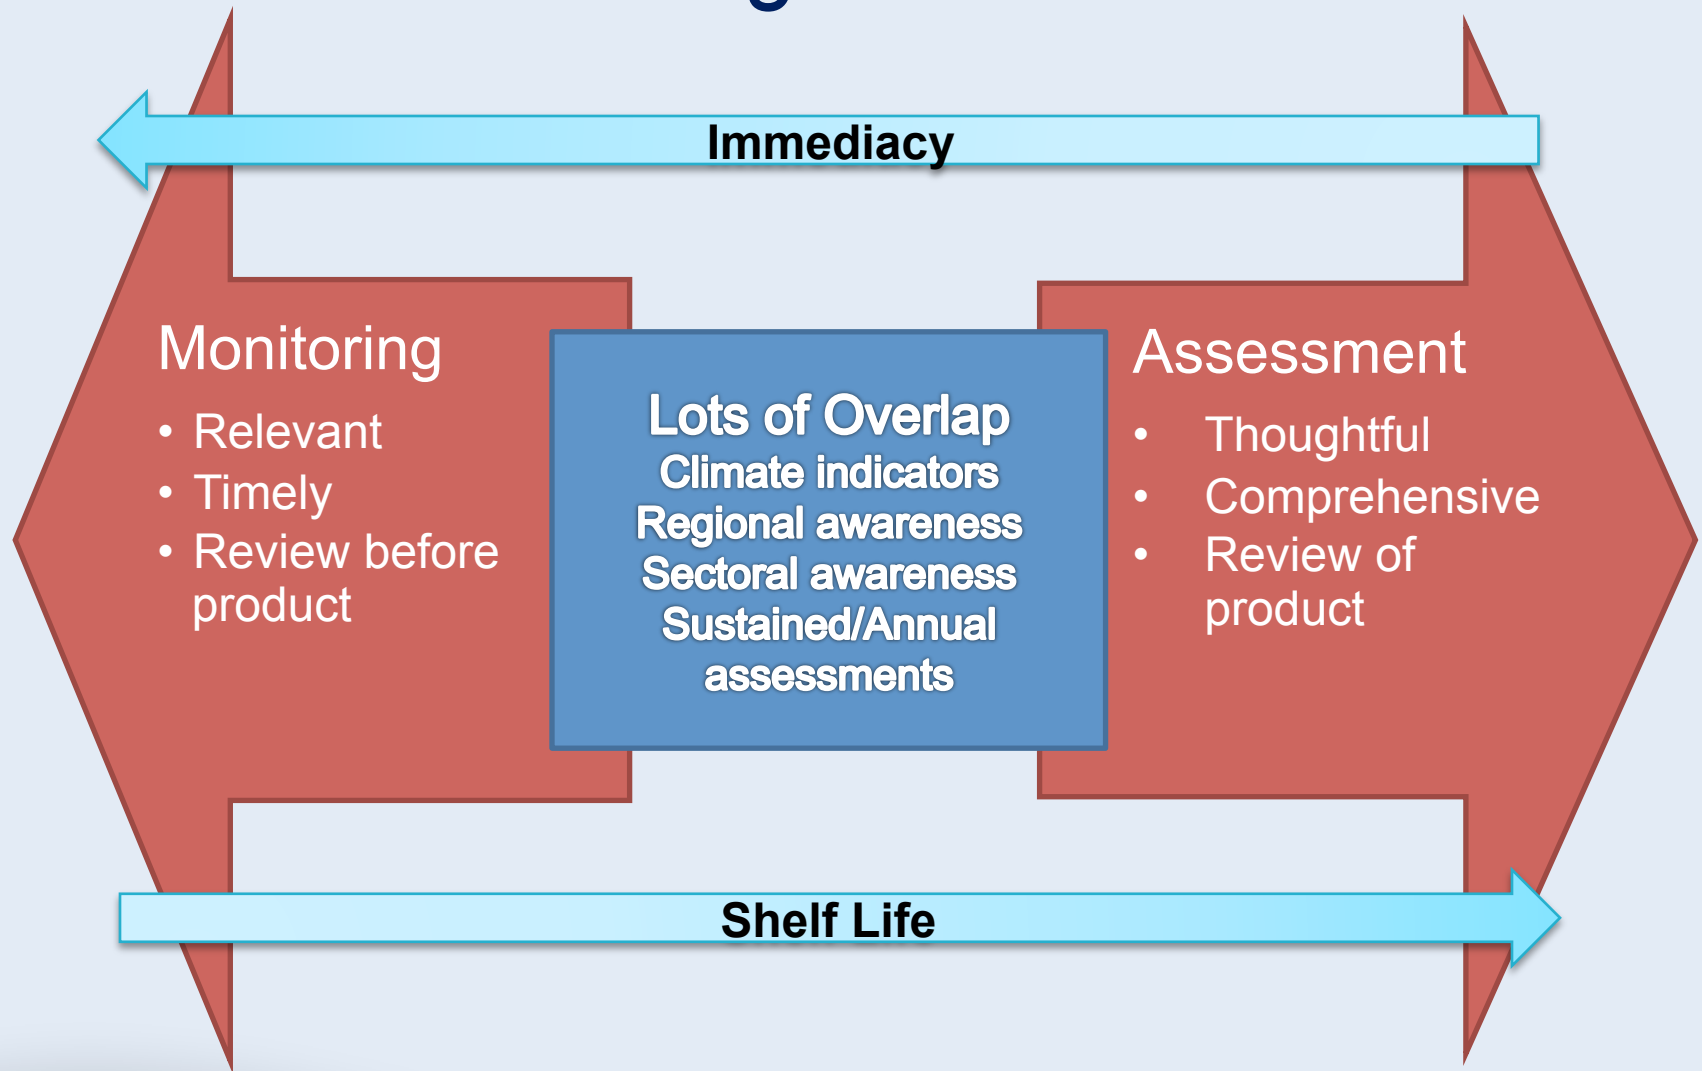 Immediacy
Monitoring
• Relevant
• Timely
• Review before
product
Lots of Overlap
Climate indicators
Regional awareness
Sectoral awareness
Sustained/Annual
assessments
Assessment
• Thoughtful
• Comprehensive
• Review of
product
Shelf Life